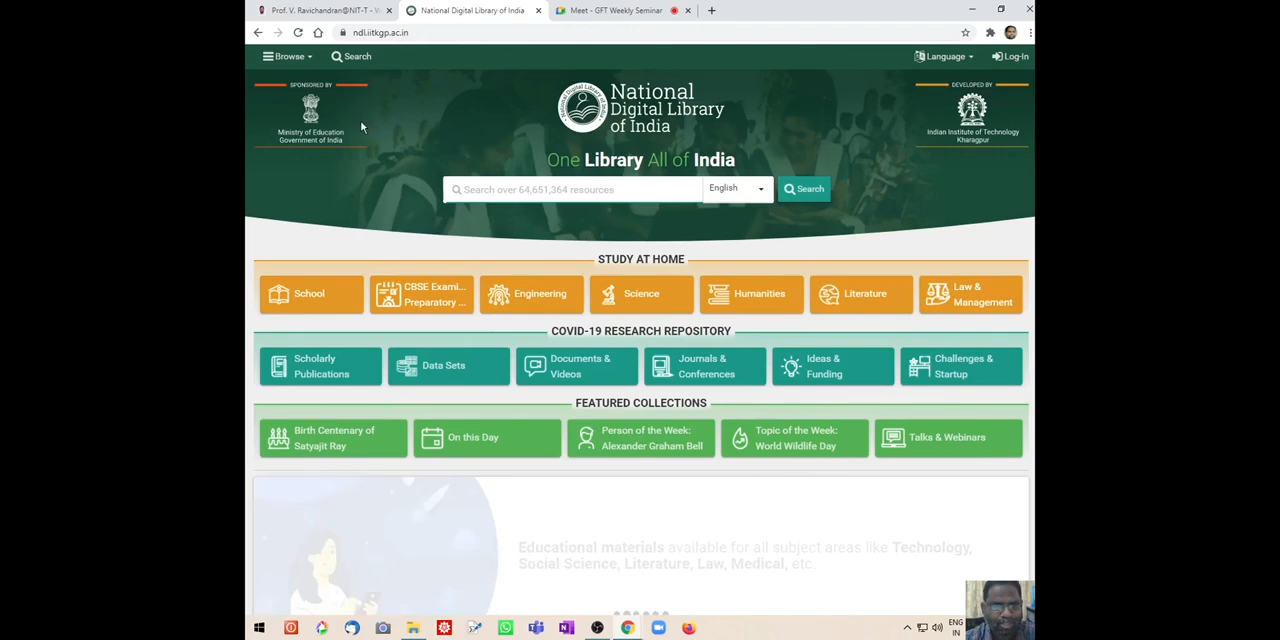 Prof. V. Ravichandran@NIT-T - W
National Digital Library of India
Meet - GFT Weekly Seminar
ndl.iitkgp.ac.in
Browse
Search
Language
Log-In
SPONSORED BY
Ministry of Education
Government of India
National
Digital Library
of India
DEVELOPED BY
Indian Institute of Technology
Kharagpur
One Library All of India
Search over 64,651,364 resources
English
Search
STUDY AT HOME
School
CBSE Exami...
Preparatory ...
Engineering
Science
Humanities
Literature
Law &
Management
COVID-19 RESEARCH REPOSITORY
Scholarly
Publications
Data Sets
Documents &
Videos
Journals &
Conferences
Ideas &
Funding
Challenges &
Startup
FEATURED COLLECTIONS
Birth Centenary of
Satyajit Ray
On this Day
Person of the Week:
Alexander Graham Bell
Topic of the Week:
World Wildlife Day
Talks & Webinars
Educational materials available for all subject areas like Technology,
Social Science, Literature, Law, Medical, etc.
ENG
IN